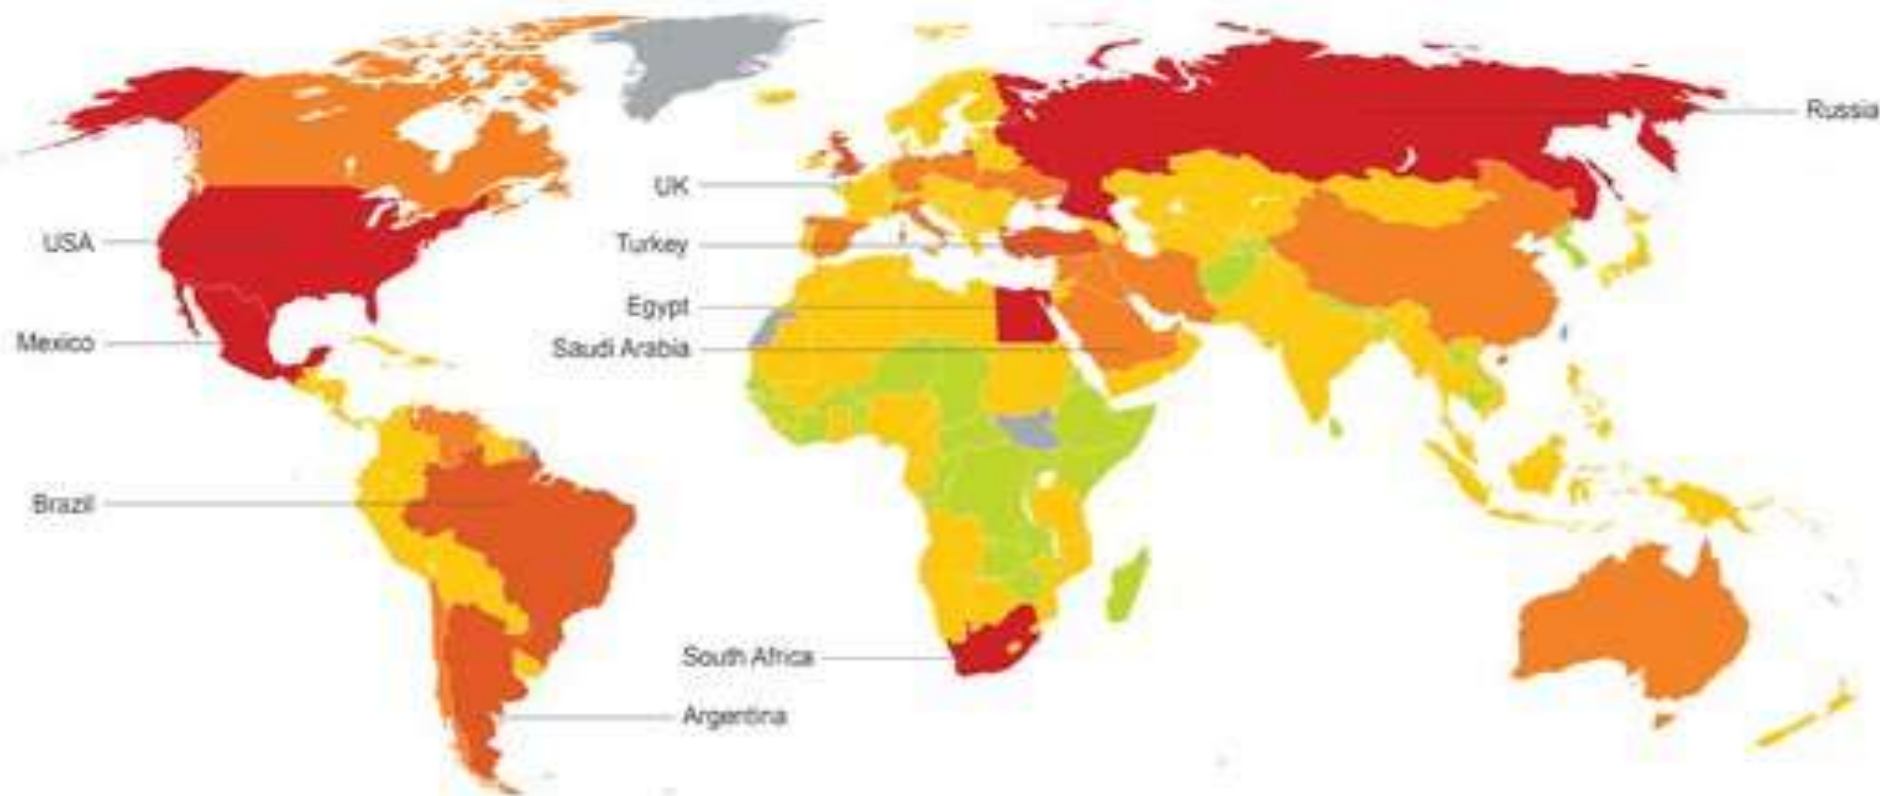 Russia
UK
USA
Turkey
Egypt
Mexico
Saudi Arabia
Brazil
South Africa
Argentina